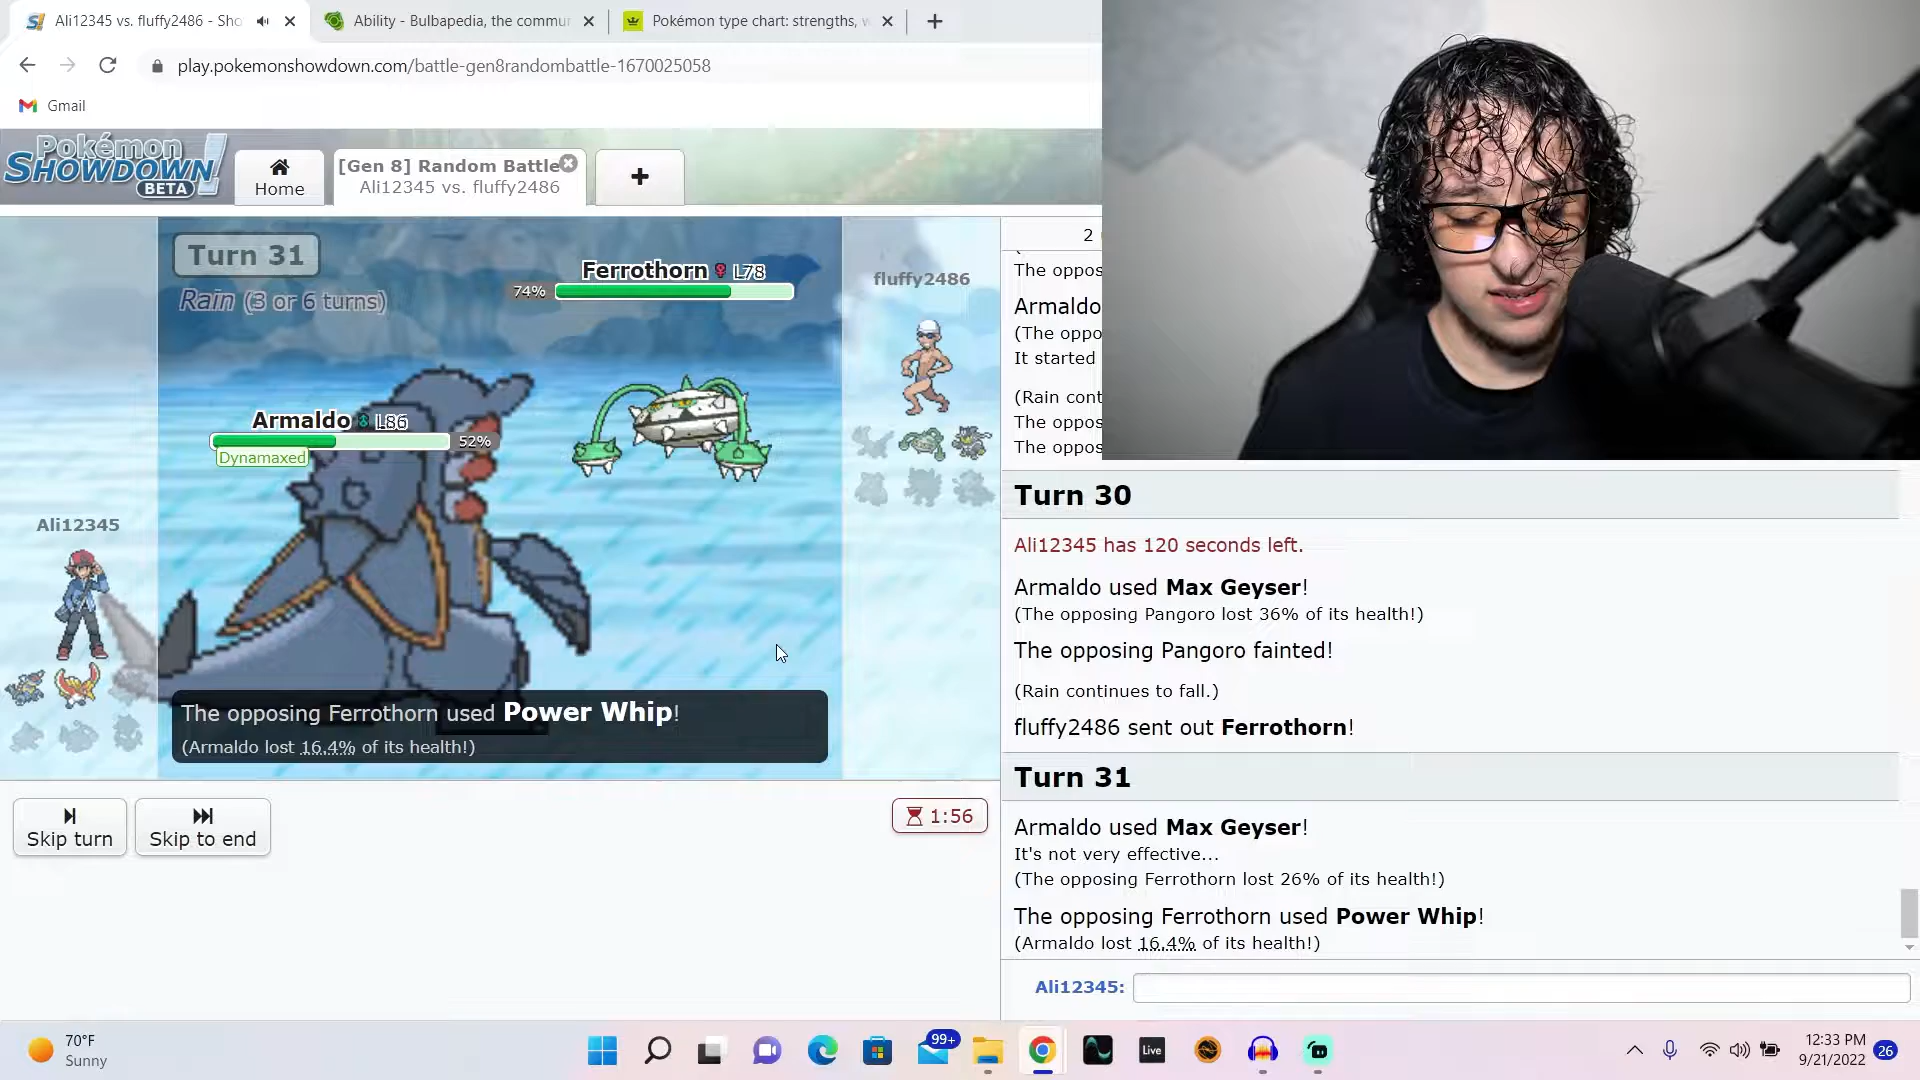 Ali12345 vs. fluffy2486 - Sho
Ability - Bulbapedia, the commu
Pokémon type chart: strengths, w
play.pokemonshowdown.com/battle-gen8randombattle-1670025058
Gmail
Pokémon
SHOWDOWN!
BETA
Home
[Gen 8] Random Battle
Ali12345 vs. fluffy2486
Turn 31
Rain (3 or 6 turns)
Ferrothorn L78
74%
fluffy2486
Armaldo L86
52%
Dynamaxed
Ali12345
The opposing Ferrothorn used Power Whip!
(Armaldo lost 16.4% of its health!)
Skip turn
Skip to end
1:56
2
The oppos
Armaldo
(The oppo
It started
(Rain cont
The oppos
The oppos
Turn 30
Ali12345 has 120 seconds left.
Armaldo used Max Geyser!
(The opposing Pangoro lost 36% of its health!)
The opposing Pangoro fainted!
(Rain continues to fall.)
fluffy2486 sent out Ferrothorn!
Turn 31
Armaldo used Max Geyser!
It's not very effective...
(The opposing Ferrothorn lost 26% of its health!)
The opposing Ferrothorn used Power Whip!
(Armaldo lost 16.4% of its health!)
Ali12345:
70°F
Sunny
99+
Live
12:33 PM
9/21/2022
26